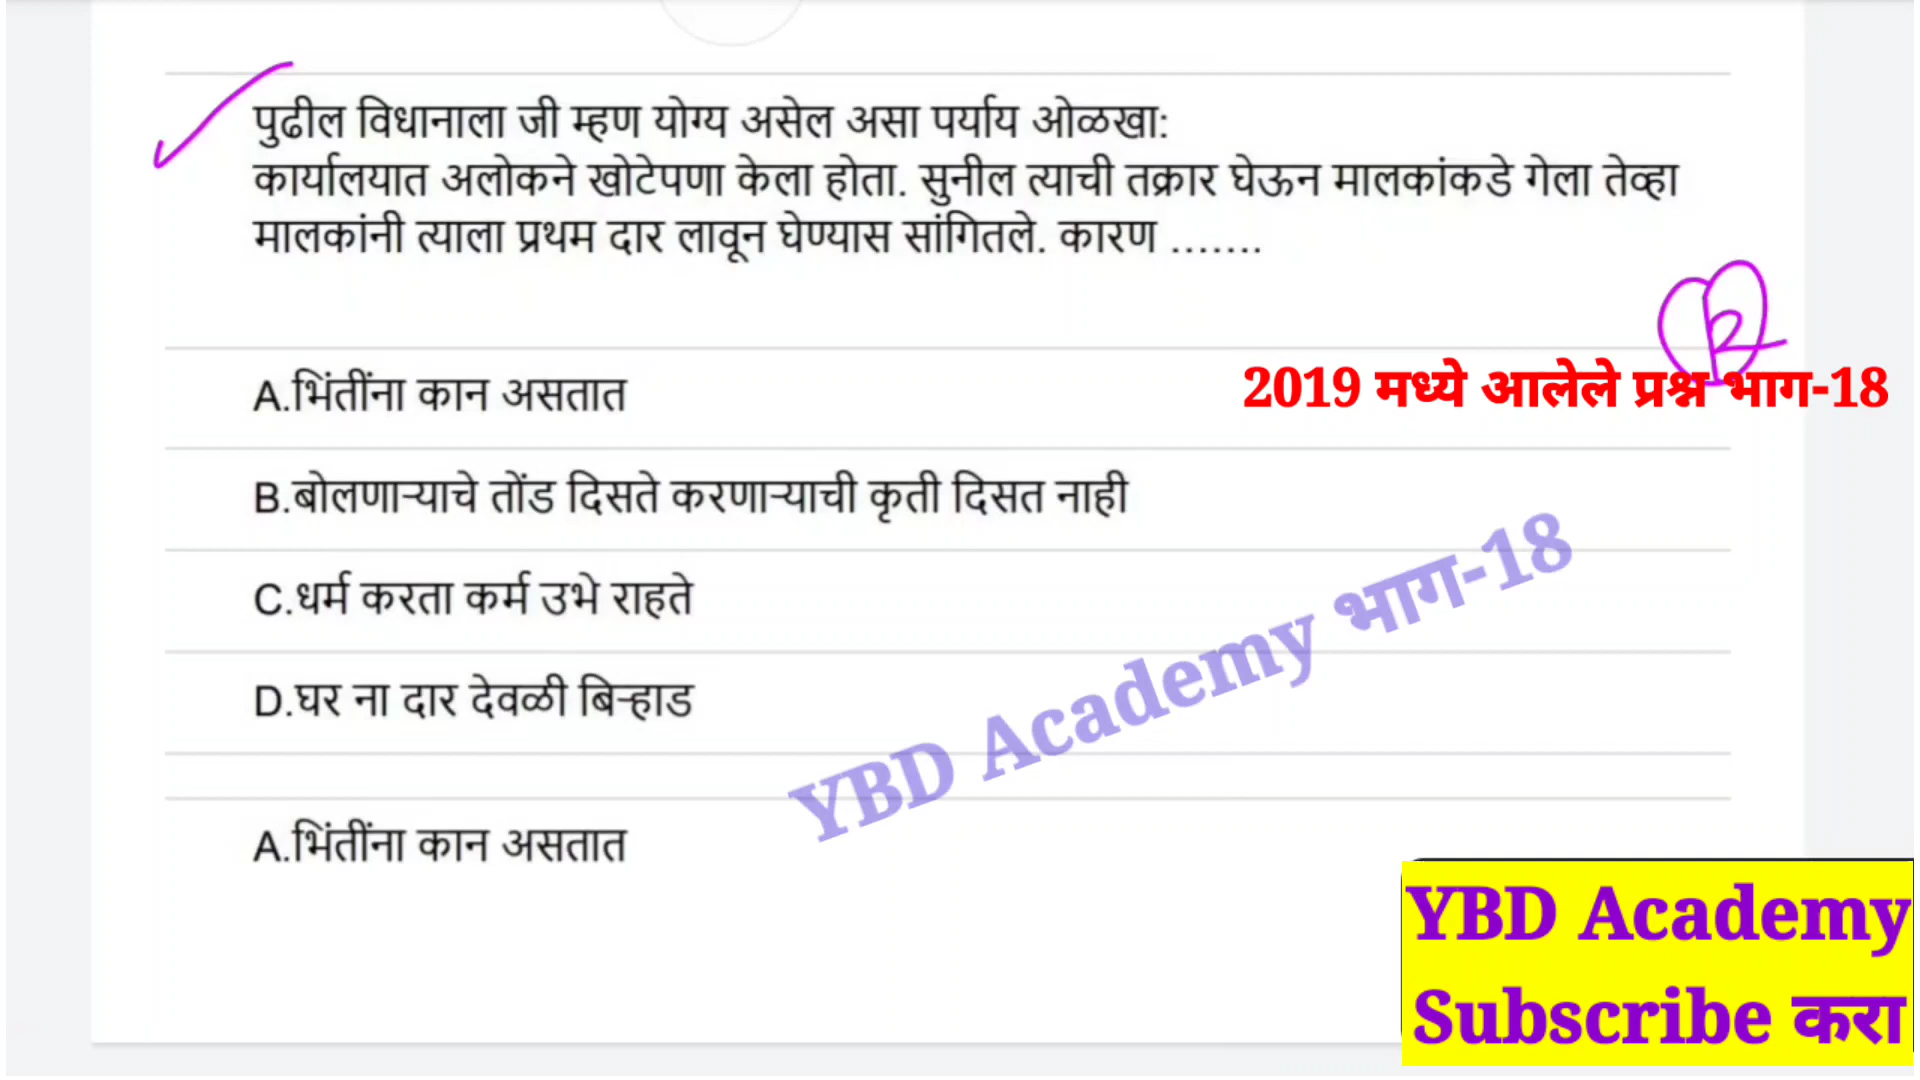 पुढील विधानाला जी म्हण योग्य असेल असा पर्याय ओळखा:
कार्यालयात अलोकने खोटेपणा केला होता. सुनील त्याची तक्रार घेऊन मालकांकडे गेला तेव्हा
मालकांनी त्याला प्रथम दार लावून घेण्यास सांगितले. कारण .......
A.भिंतींना कान असतात
2019 मध्ये आलेले प्रश्न भाग-18
B.बोलणाऱ्याचे तोंड दिसते करणाऱ्याची कृती दिसत नाही
C.धर्म करता कर्म उभे राहते
D.घर ना दार देवळी बिऱ्हाड
YBD Academy भाग-18
A.भिंतींना कान असतात
YBD Academy
Subscribe करा